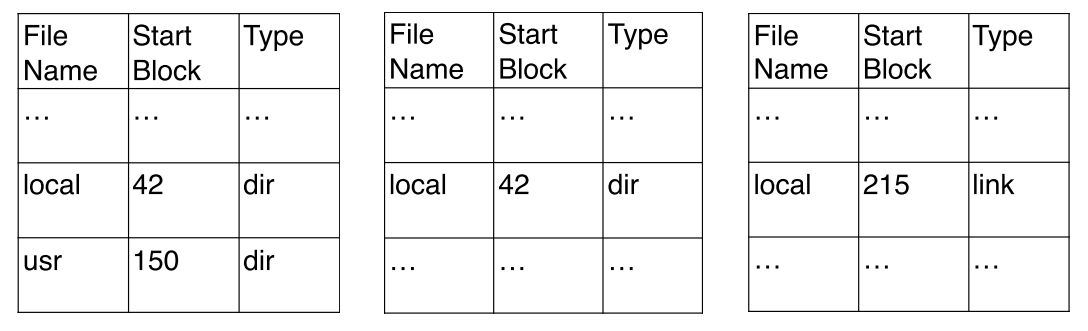 File Name Start Block Type
… … …
local 42 dir
usr 150 dir
File Name Start Block Type
… … …
local 42 dir
… … …
File Name Start Block Type
… … …
local 215 link
… … …